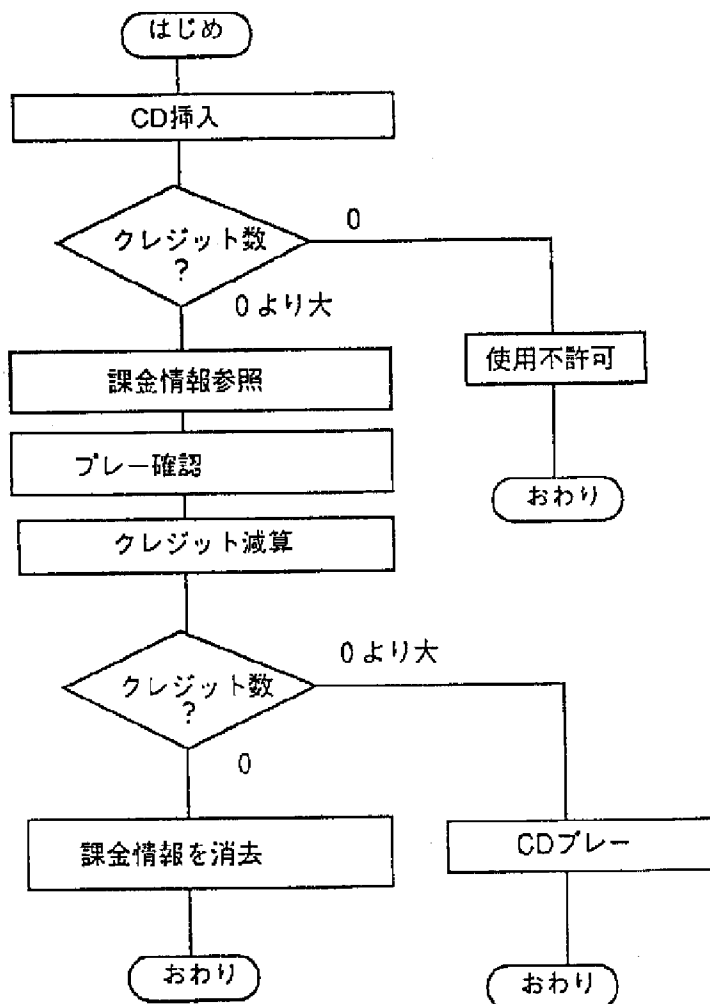 はじめ
CD挿入
クレジット数
?
0
0より大
課金情報参照
使用不許可
プレー確認
おわり
クレジット減算
クレジット数
?
0より大
0
課金情報を消去
CDプレー
おわり
おわり